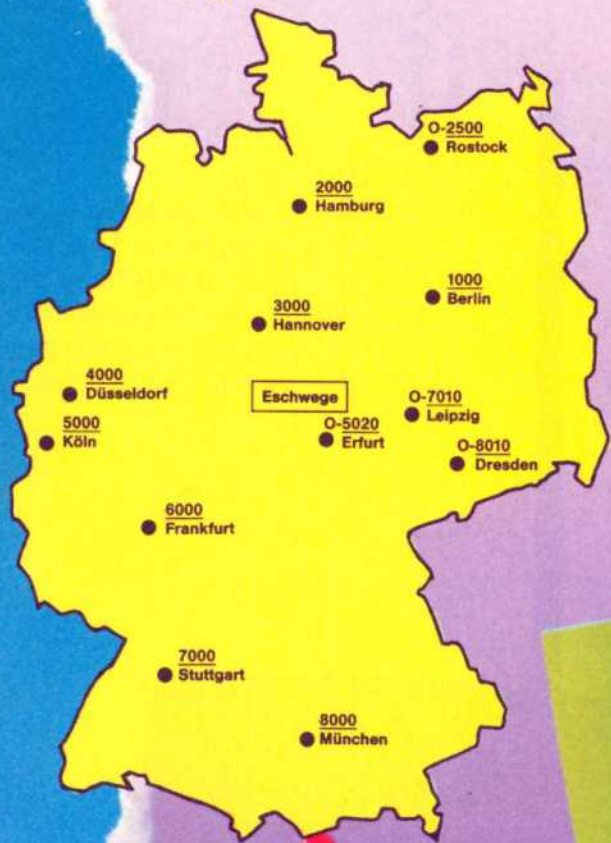 O-2500
Rostock
2000
Hamburg
1000
Berlin
3000
Hannover
4000
Düsseldorf
Eschwege
O-7010
Leipzig
5000
Köln
O-5020
Erfurt
O-8010
Dresden
6000
Frankfurt
7000
Stuttgart
8000
München